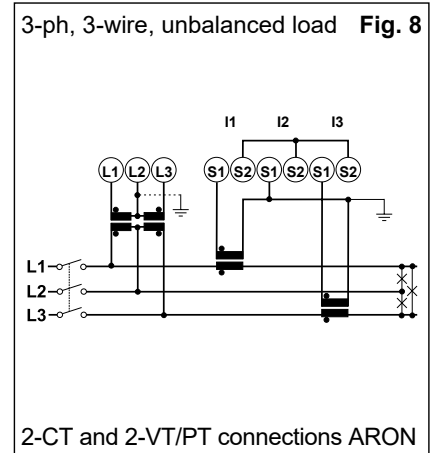 3-ph, 3-wire, unbalanced load Fig. 8
I1 I2 I3
L1 L2 L3 S1 S2 S1 S2 S1 S2
L1
L2
L3
2-CT and 2-VT/PT connections ARON